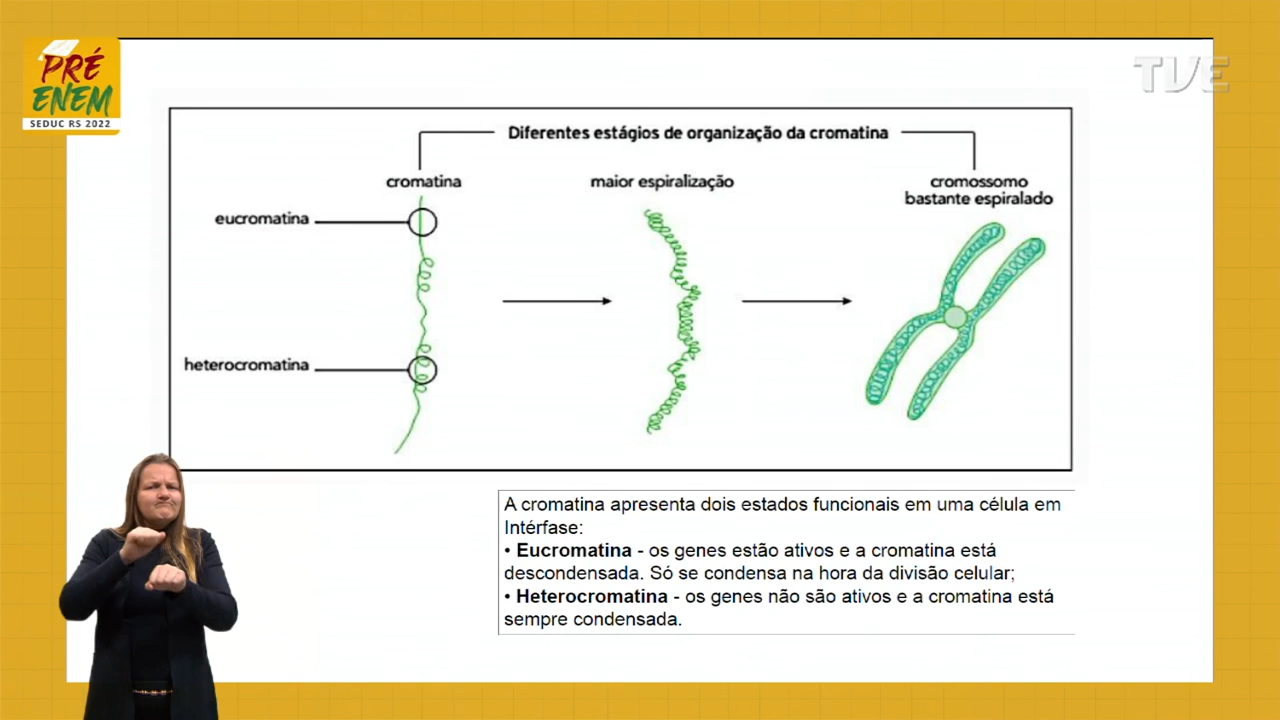 PRÉ
ENEM
SEDUC RS 2022
TVE
Diferentes estágios de organização da cromatina
cromatina
maior espiralização
cromossomo
bastante espiralado
eucromatina
heterocromatina
A cromatina apresenta dois estados funcionais em uma célula em
Intérfase:
• Eucromatina - os genes estão ativos e a cromatina está
descondensada. Só se condensa na hora da divisão celular;
• Heterocromatina - os genes não são ativos e a cromatina está
sempre condensada.